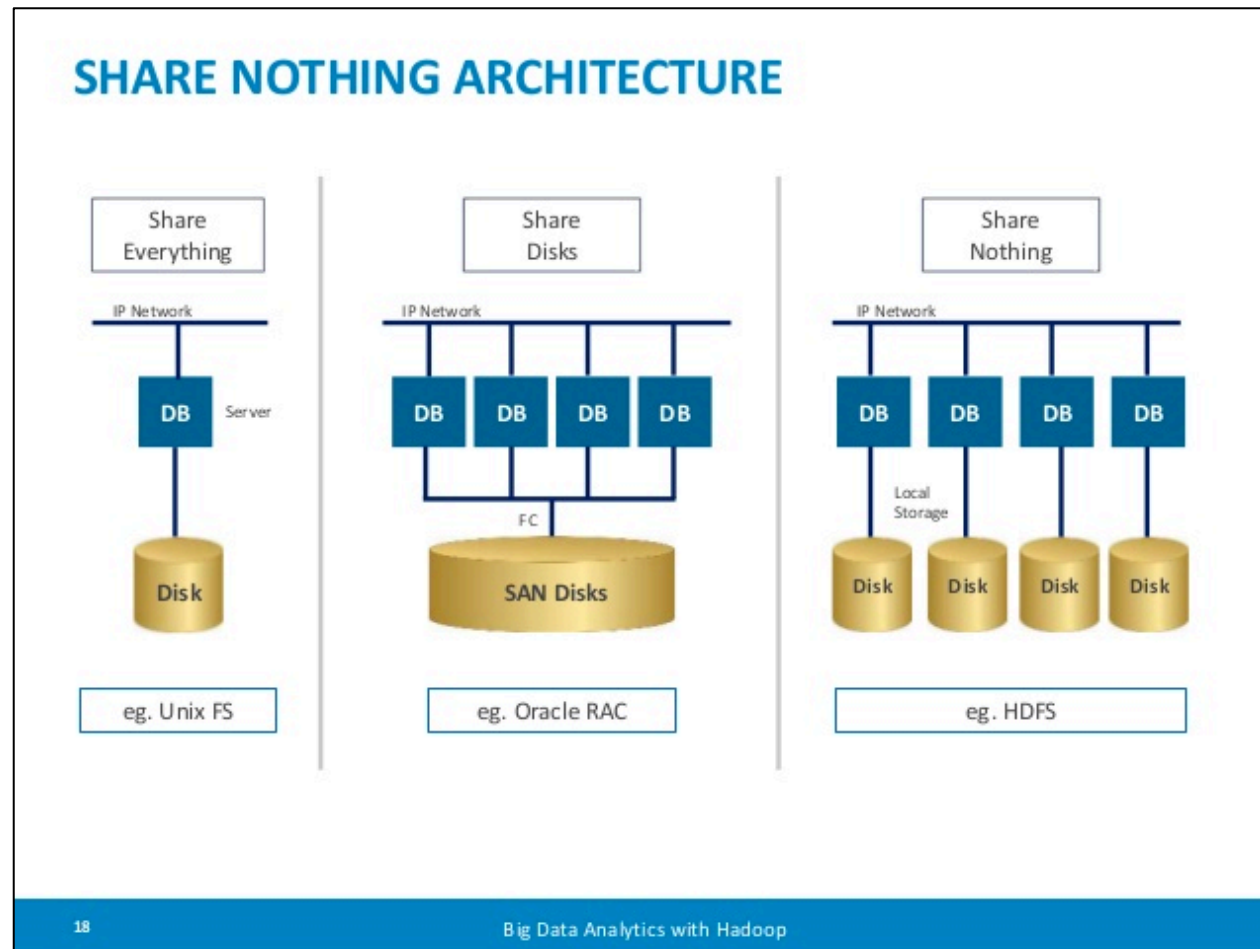 SHARE NOTHING ARCHITECTURE
Share
Everything
IP Network
DB
Server
Disk
eg. Unix FS
Share
Disks
IP Network
DB DB DB DB
FC
SAN Disks
eg. Oracle RAC
Share
Nothing
IP Network
DB DB DB DB
Local
Storage
Disk Disk Disk Disk
eg. HDFS
18
Big Data Analytics with Hadoop